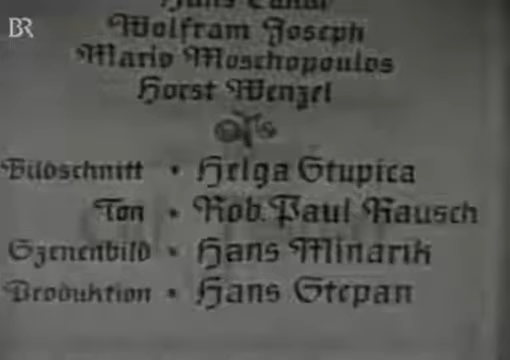 BR
Wolfram Joseph
Mario Moschopoulos
Horst Wenzel
Bildschnitt • Helga Stupica
Ton • Rob. Paul Rausch
Szenenbild • Hans Minarik
Produktion • Hans Stepan